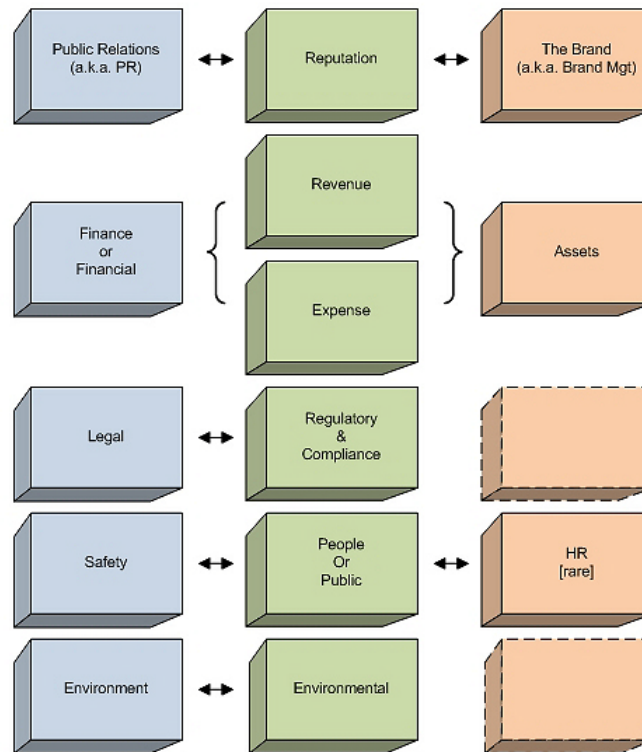 Public Relations
(a.k.a. PR)
Reputation
The Brand
(a.k.a. Brand Mgt)
Revenue
Finance
or
Financial
Assets
Expense
Legal
Regulatory
&
Compliance
Safety
People
Or
Public
HR
[rare]
Environment
Environmental